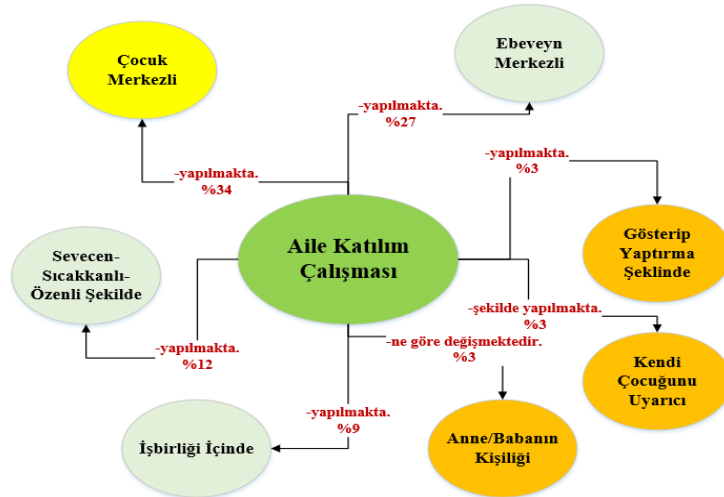 Çocuk
Merkezli
Ebeveyn
Merkezli
-yapılmakta.
%27
-yapılmakta.
%34
-yapılmakta.
%3
Aile Katılım
Çalışması
Gösterip
Yaptırma
Şeklinde
Sevecen-
Sıcakkanlı-
Özenli Şekilde
-şekilde yapılmakta.
%3
-ne göre değişmektedir.
%3
-yapılmakta.
%12
Kendi
Çocuğunu
Uyarıcı
-yapılmakta.
%9
İşbirliği İçinde
Anne/Babanın
Kişiliği